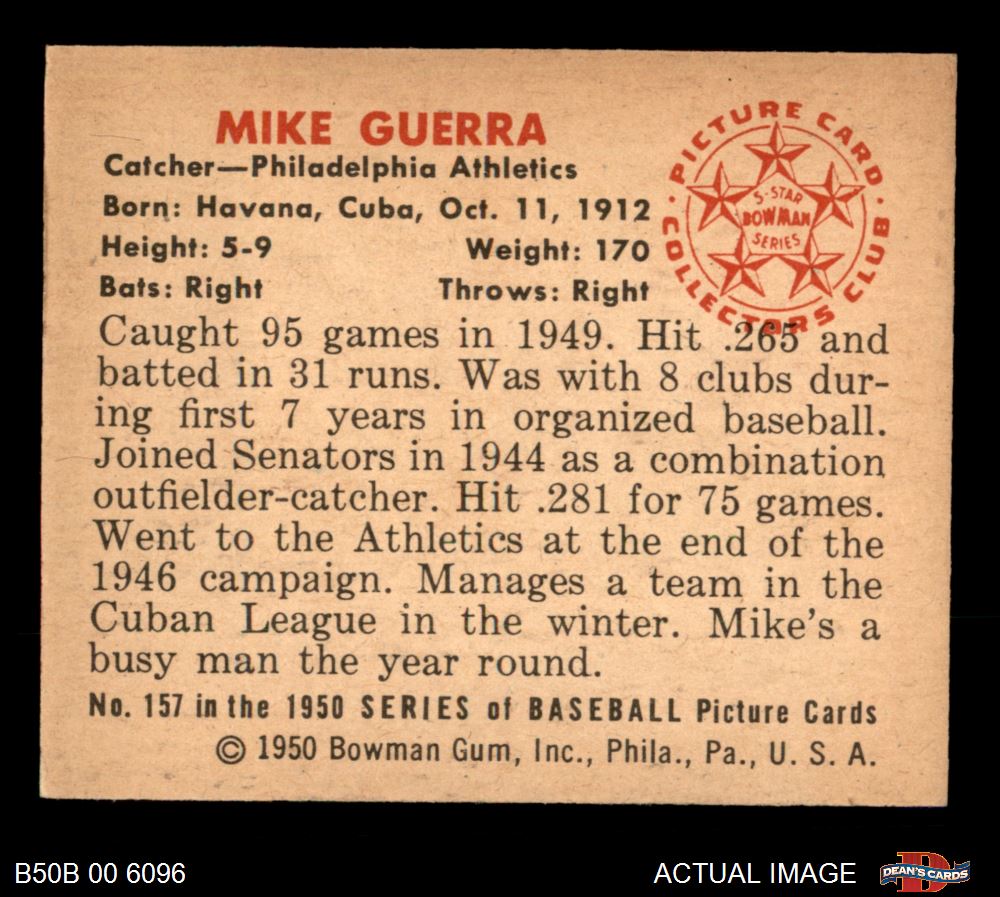 MIKE GUERRA
Catcher—Philadelphia Athletics
Born: Havana, Cuba, Oct. 11, 1912
Height: 5-9 Weight: 170
Bats: Right Throws: Right
PICTURE CARD
COLLECTORS CLUB
5-STAR
BOWMAN
SERIES
Caught 95 games in 1949. Hit .265 and
batted in 31 runs. Was with 8 clubs dur-
ing first 7 years in organized baseball.
Joined Senators in 1944 as a combination
outfielder-catcher. Hit .281 for 75 games.
Went to the Athletics at the end of the
1946 campaign. Manages a team in the
Cuban League in the winter. Mike's a
busy man the year round.
No. 157 in the 1950 SERIES of BASEBALL Picture Cards
© 1950 Bowman Gum, Inc., Phila., Pa., U. S. A.
B50B 00 6096
ACTUAL IMAGE
D
DEAN'S CARDS